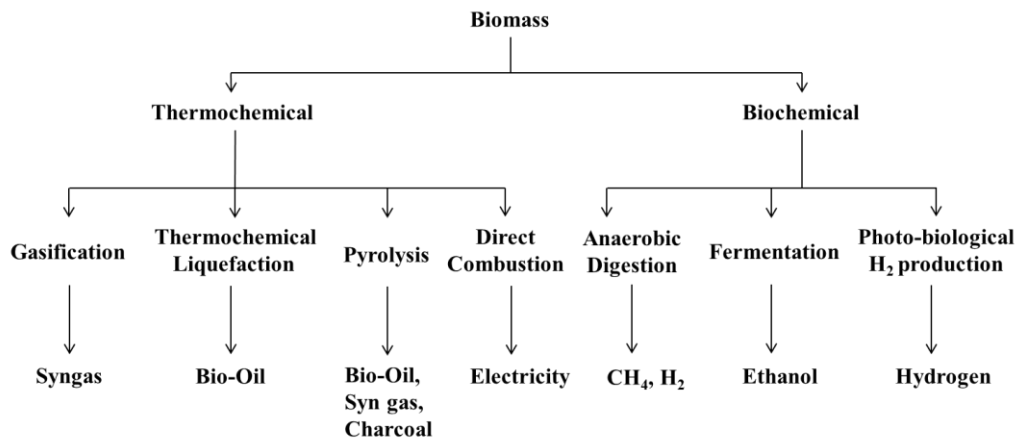 Biomass
Thermochemical
Biochemical
Gasification
Thermochemical
Liquefaction
Pyrolysis
Direct
Combustion
Anaerobic
Digestion
Fermentation
Photo-biological
H₂ production
Syngas
Bio-Oil
Bio-Oil,
Syn gas,
Charcoal
Electricity
CH₄, H₂
Ethanol
Hydrogen